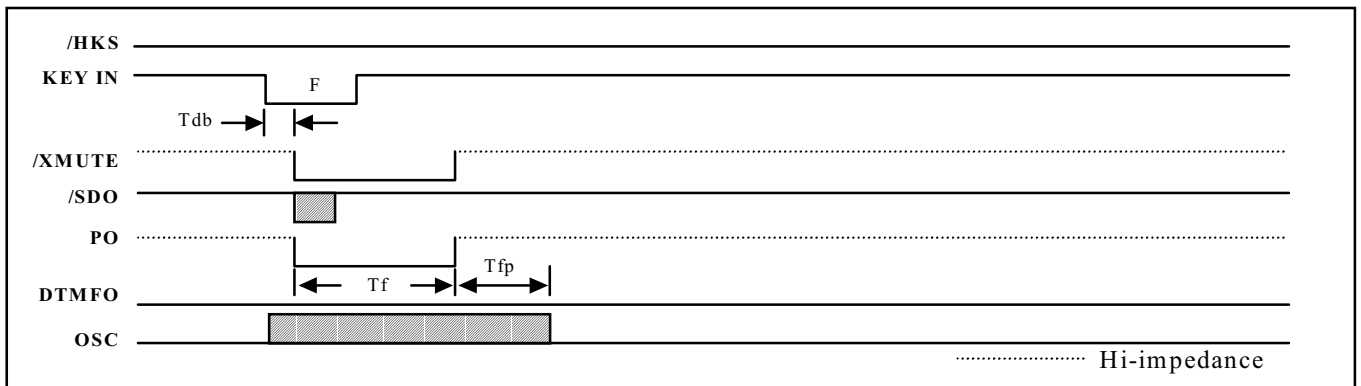 /HKS
KEY IN
F
Tdb
/XMUTE
/SDO
PO
Tf
Tfp
DTMFO
OSC
Hi-impedance